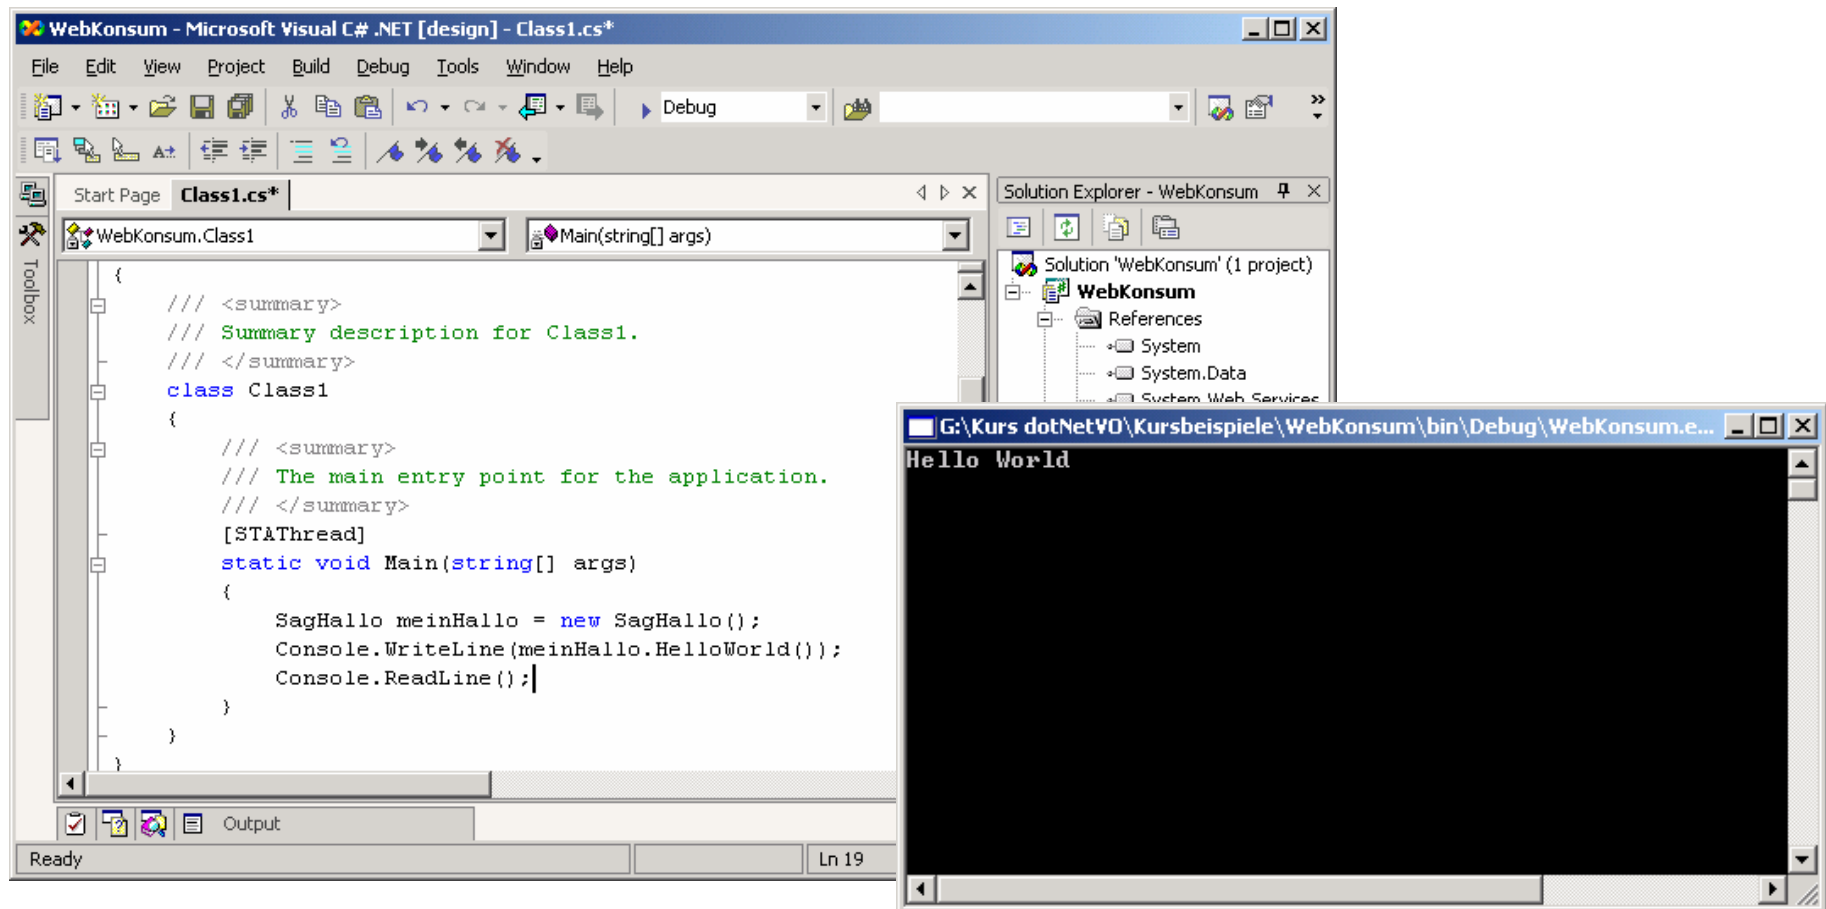 WebKonsum - Microsoft Visual C# .NET [design] - Class1.cs*
File Edit View Project Build Debug Tools Window Help
Debug
Start Page Class1.cs*
WebKonsum.Class1 Main(string[] args)
Toolbox
{
/// <summary>
/// Summary description for Class1.
/// </summary>
class Class1
{
/// <summary>
/// The main entry point for the application.
/// </summary>
[STAThread]
static void Main(string[] args)
{
SagHallo meinHallo = new SagHallo();
Console.WriteLine(meinHallo.HelloWorld());
Console.ReadLine();
}
}
}
Output
Ready Ln 19
Solution Explorer - WebKonsum
Solution 'WebKonsum' (1 project)
WebKonsum
References
System
System.Data
System.Web.Services
G:\Kurs dotNetVO\Kursbeispiele\WebKonsum\bin\Debug\WebKonsum.e...
Hello World